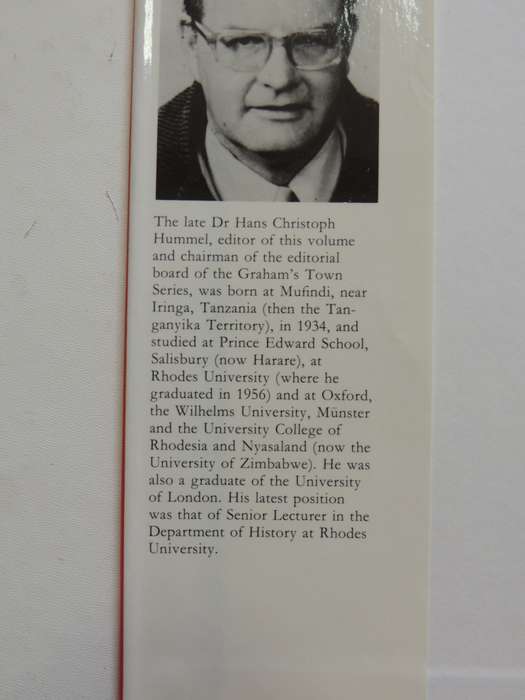 The late Dr Hans Christoph
Hummel, editor of this volume
and chairman of the editorial
board of the Graham's Town
Series, was born at Mufindi, near
Iringa, Tanzania (then the Tan-
ganyika Territory), in 1934, and
studied at Prince Edward School,
Salisbury (now Harare), at
Rhodes University (where he
graduated in 1956) and at Oxford,
the Wilhelms University, Münster
and the University College of
Rhodesia and Nyasaland (now the
University of Zimbabwe). He was
also a graduate of the University
of London. His latest position
was that of Senior Lecturer in the
Department of History at Rhodes
University.